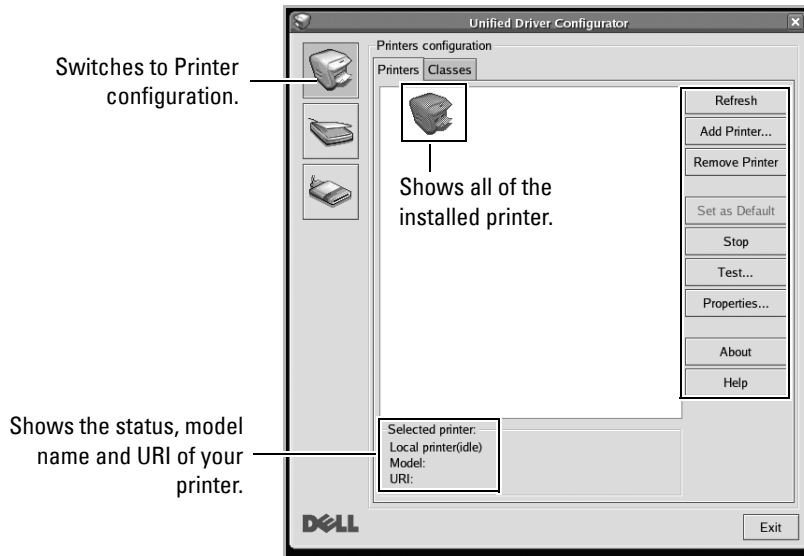 Unified Driver Configurator
Switches to Printer
configuration.
Printers configuration
Printers Classes
Shows all of the
installed printer.
Refresh
Add Printer...
Remove Printer
Set as Default
Stop
Test...
Properties...
About
Help
Shows the status, model
name and URI of your
printer.
Selected printer:
Local printer(idle)
Model:
URI:
DELL
Exit